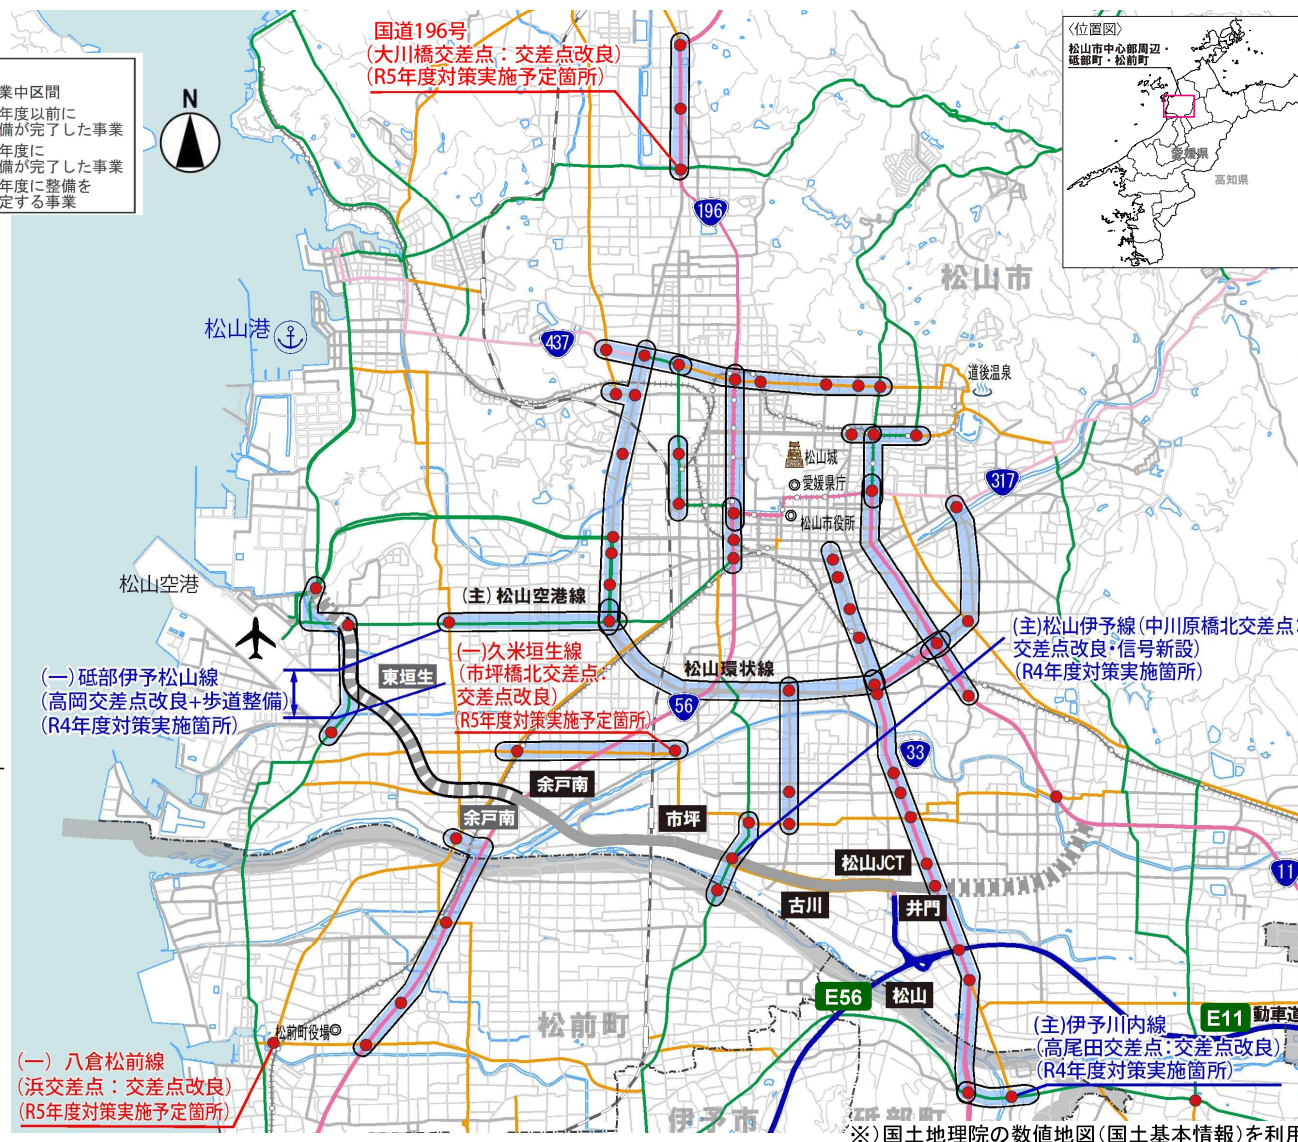 国道196号
(大川橋交差点：交差点改良)
(R5年度対策実施予定箇所)
〈位置図〉
松山市中心部周辺・
砥部町・松前町
愛媛県
高知県
業中区間
年度以前に
備が完了した事業
年度に
備が完了した事業
年度に整備を
定する事業
N
196
松山市
松山港
437
道後温泉
松山城
愛媛県庁
松山市役所
317
松山空港
(主)松山空港線
(主)松山伊予線(中川原橋北交差点:
交差点改良・信号新設)
(R4年度対策実施箇所)
(一)久米垣生線
(市坪橋北交差点:
交差点改良)
(R5年度対策実施予定箇所)
松山環状線
(一)砥部伊予松山線
(高岡交差点改良+歩道整備)
(R4年度対策実施箇所)
東垣生
56
33
余戸南
余戸南
市坪
松山JCT
11
古川
井門
E56
松山
E11
動車道
松前町
松前町役場
(主)伊予川内線
(高尾田交差点:交差点改良)
(R4年度対策実施箇所)
(一) 八倉松前線
(浜交差点：交差点改良)
(R5年度対策実施予定箇所)
伊予市
砥部町
※)国土地理院の数値地図(国土基本情報)を利用